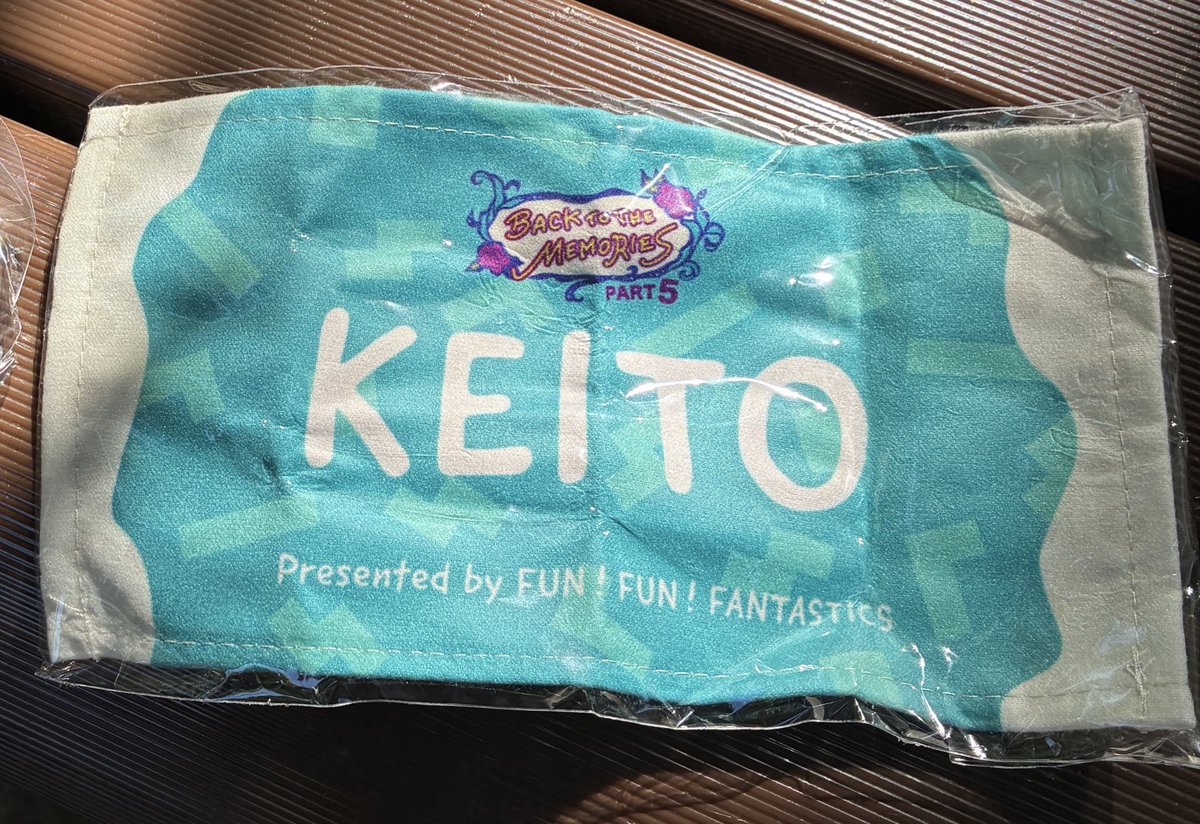 BACK TO THE
MEMORIES
PART 5
KEITO
Presented by FUN! FUN! FANTASTICS